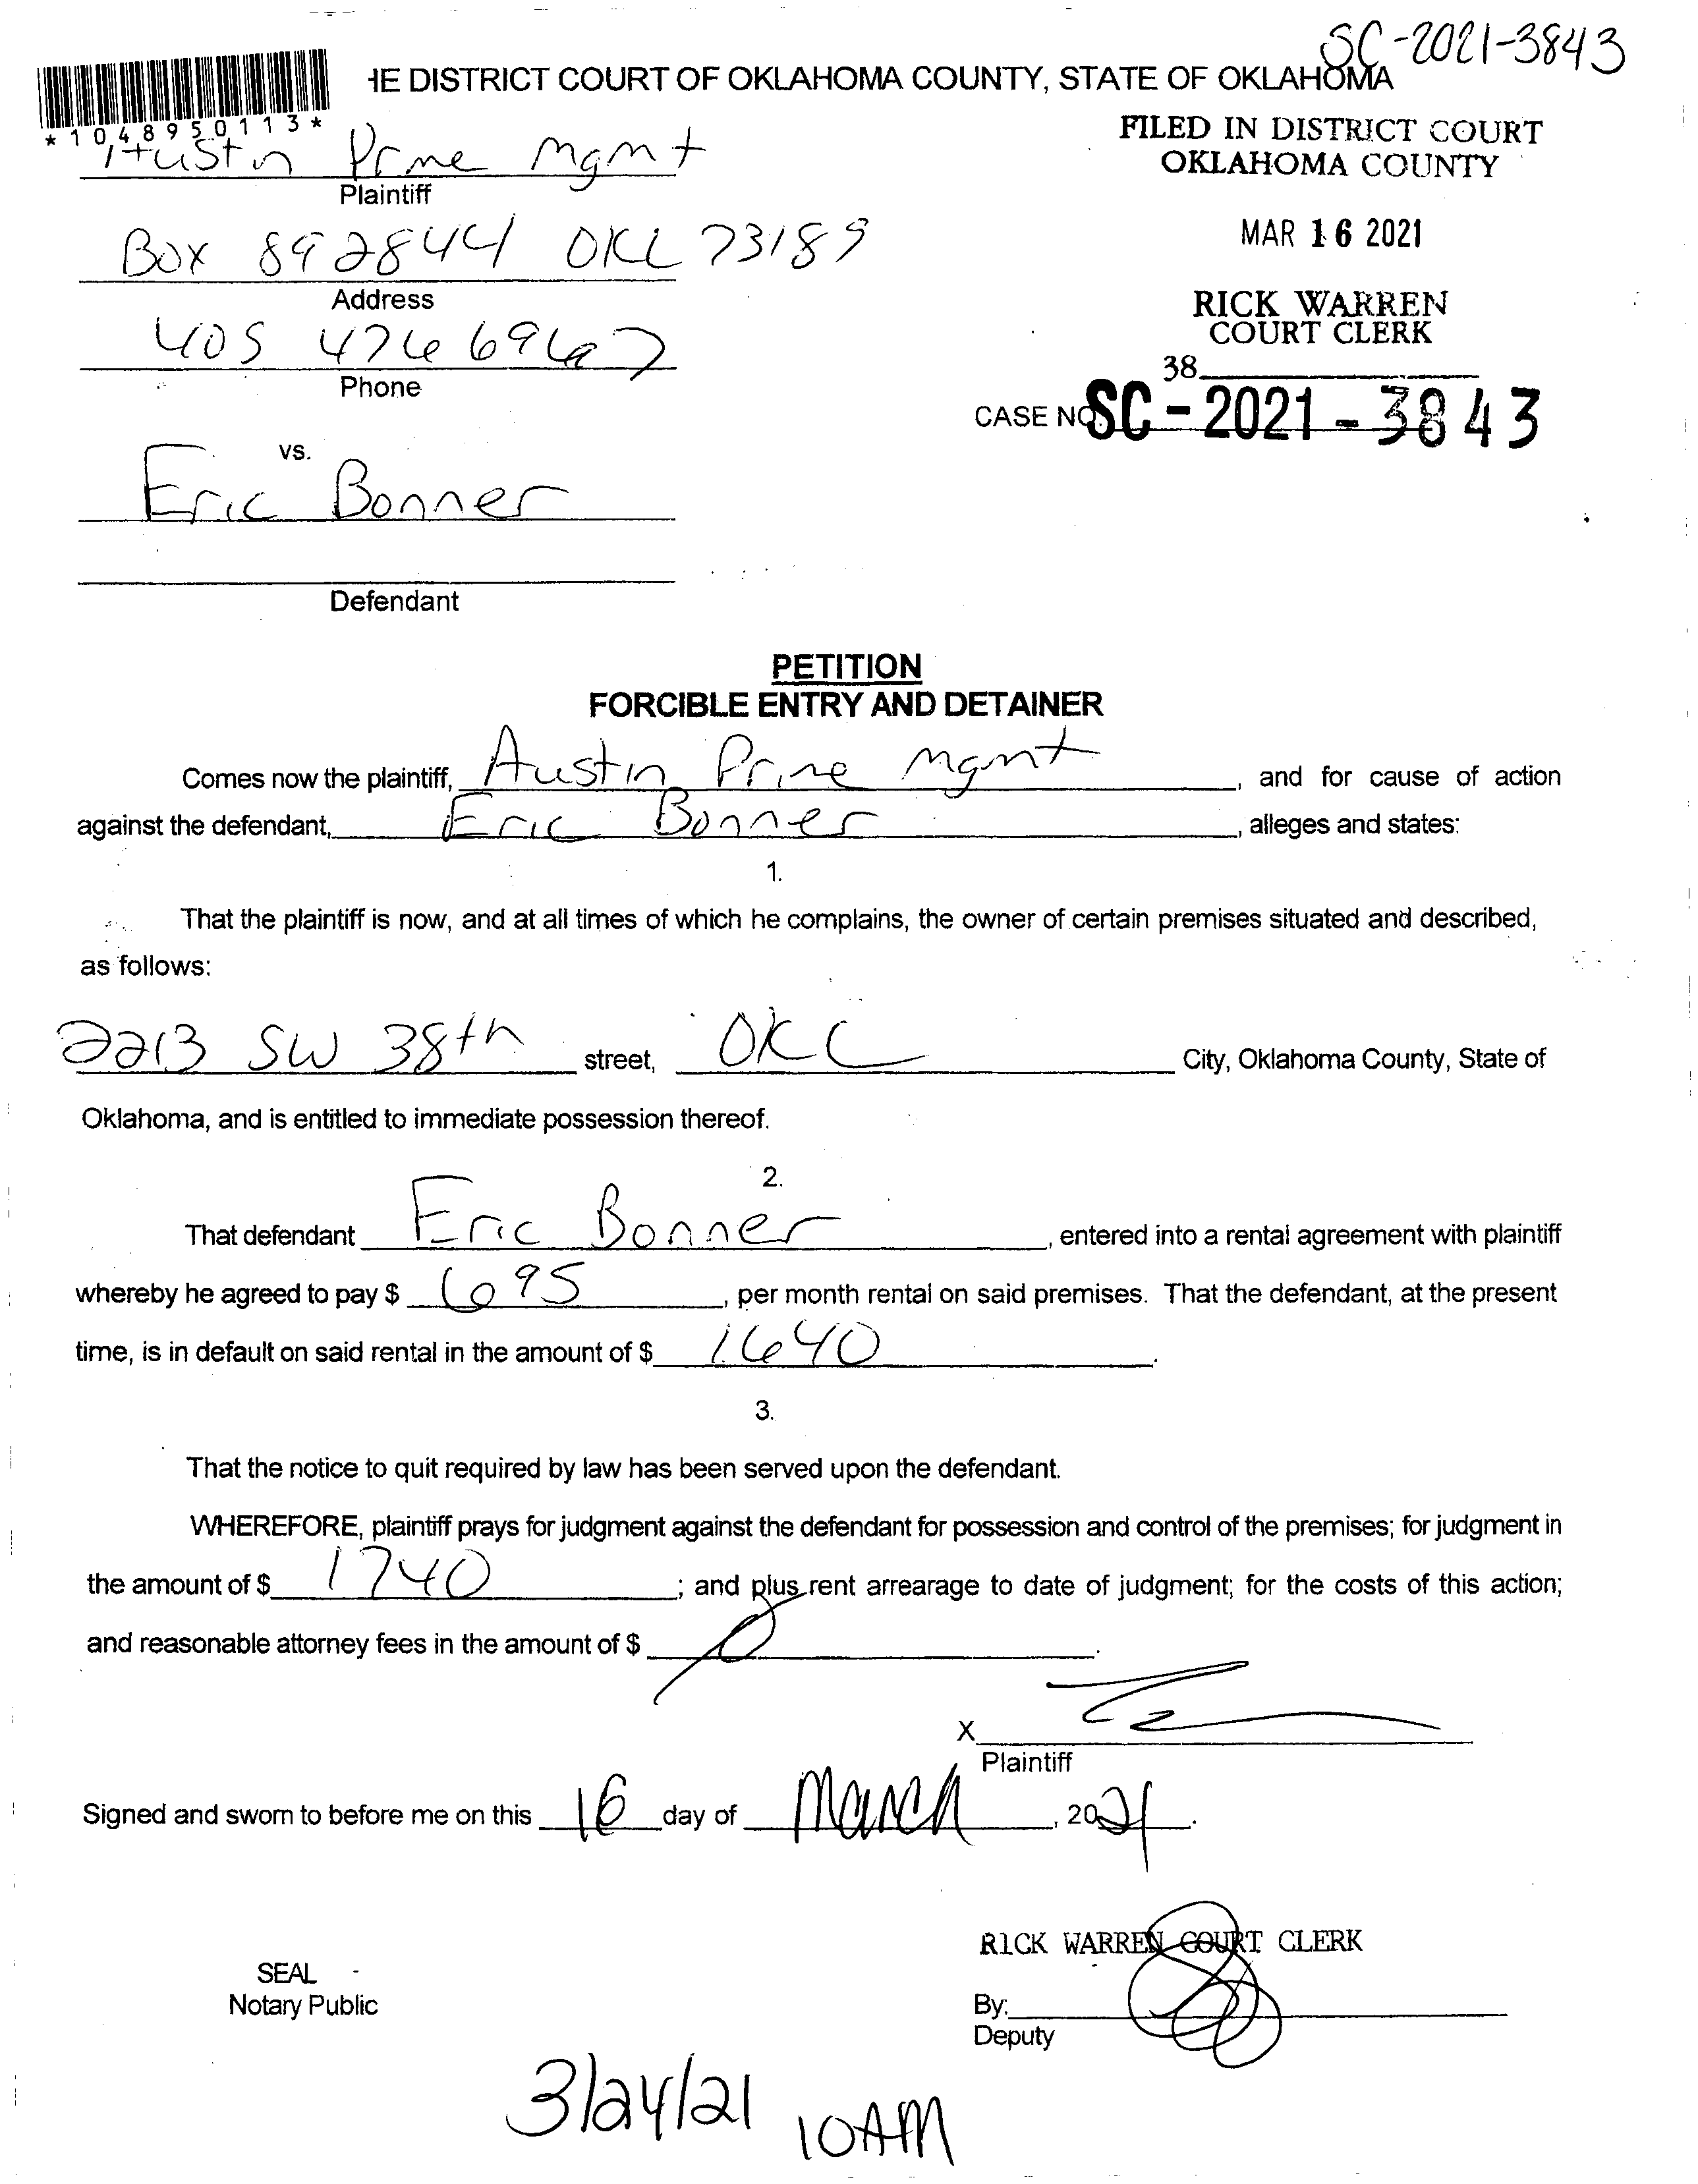 SC-2021-3843
HE DISTRICT COURT OF OKLAHOMA COUNTY, STATE OF OKLAHOMA
*1048950113*
FILED IN DISTRICT COURT
OKLAHOMA COUNTY
Austin Prime Mgmt
Plaintiff
MAR 16 2021
Box 892844 OKC 73189
Address
RICK WARREN
COURT CLERK
405 476 6967
Phone
38
CASE NO. SC-2021-3843
vs.
Eric Bonner
Defendant
PETITION
FORCIBLE ENTRY AND DETAINER
Comes now the plaintiff, Austin Prime Mgmt, and for cause of action
against the defendant, Eric Bonner, alleges and states:
1.
That the plaintiff is now, and at all times of which he complains, the owner of certain premises situated and described,
as follows:
2213 SW 38th street, OKC City, Oklahoma County, State of
Oklahoma, and is entitled to immediate possession thereof.
2.
That defendant Eric Bonner, entered into a rental agreement with plaintiff
whereby he agreed to pay $ 695, per month rental on said premises. That the defendant, at the present
time, is in default on said rental in the amount of $ 1640.
3.
That the notice to quit required by law has been served upon the defendant.
WHEREFORE, plaintiff prays for judgment against the defendant for possession and control of the premises; for judgment in
the amount of $ 1740; and plus rent arrearage to date of judgment; for the costs of this action;
and reasonable attorney fees in the amount of $ 0.
X
Plaintiff
Signed and sworn to before me on this 16 day of March, 2021.
RICK WARREN COURT CLERK
SEAL
Notary Public
By:
Deputy
3/24/21
10AM